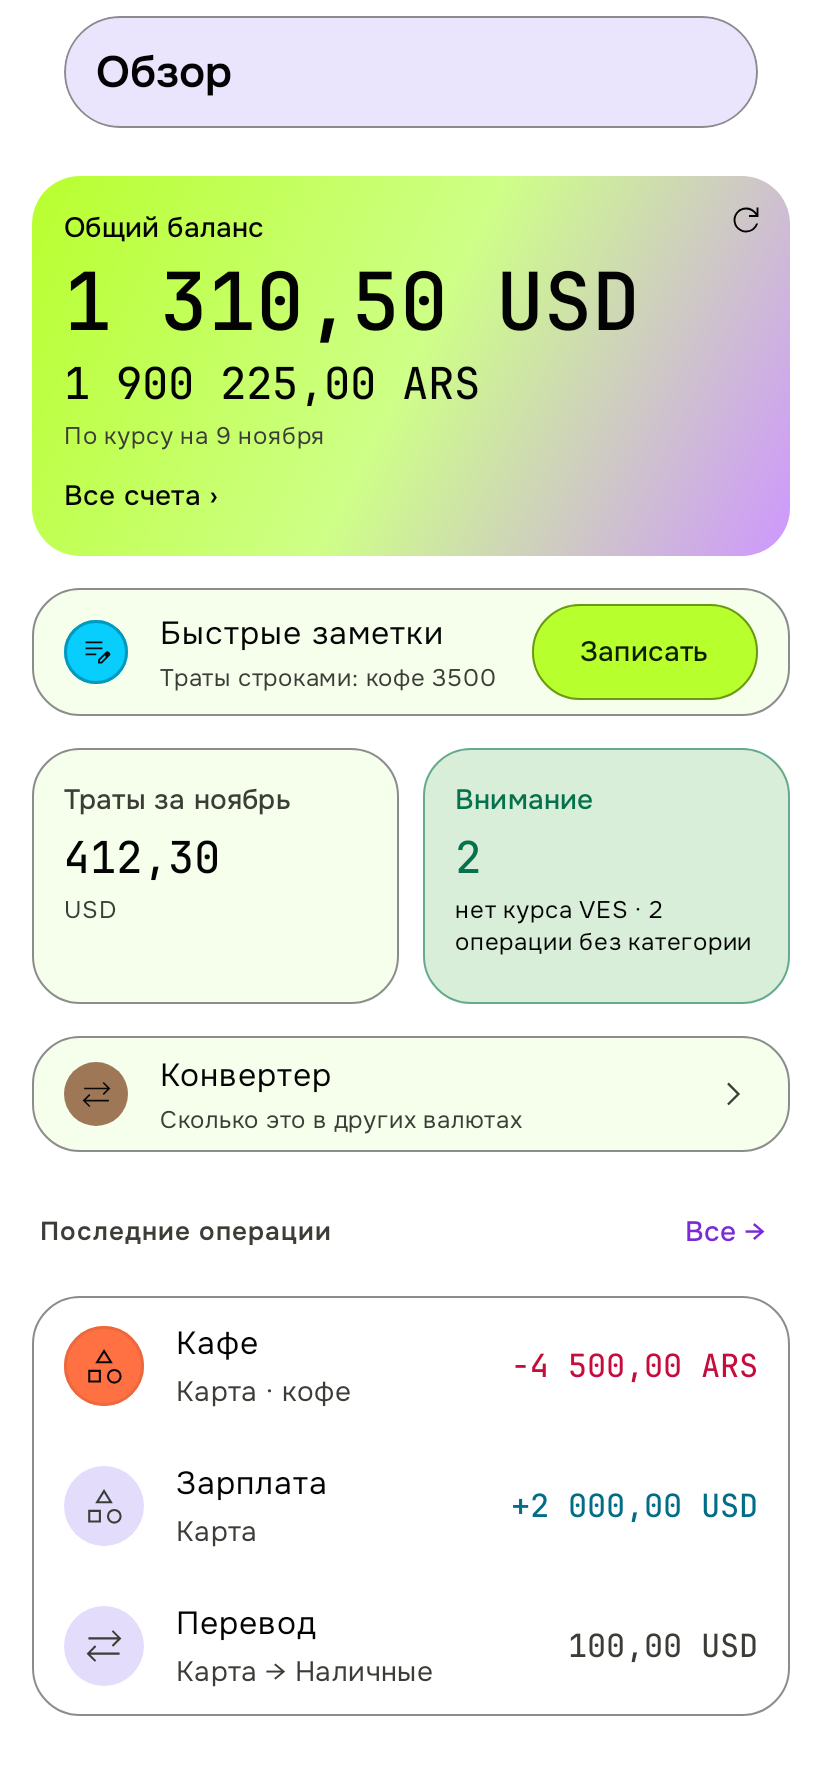 Обзор
Общий баланс
1 310,50 USD
1 900 225,00 ARS
По курсу на 9 ноября
Все счета ›
Быстрые заметки
Траты строками: кофе 3500
Записать
Траты за ноябрь
412,30
USD
Внимание
2
нет курса VES · 2
операции без категории
Конвертер
Сколько это в других валютах
Последние операции
Все →
Кафе
Карта · кофе
-4 500,00 ARS
Зарплата
Карта
+2 000,00 USD
Перевод
Карта → Наличные
100,00 USD